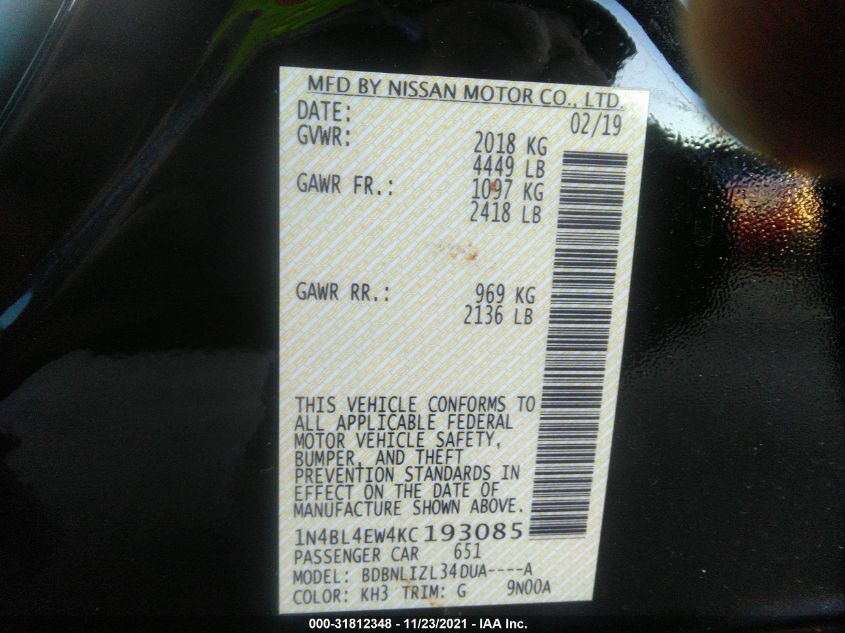 MFD BY NISSAN MOTOR CO., LTD.
DATE: 02/19
GVWR: 2018 KG
4449 LB
GAWR FR.: 1097 KG
2418 LB
GAWR RR.: 969 KG
2136 LB
THIS VEHICLE CONFORMS TO
ALL APPLICABLE FEDERAL
MOTOR VEHICLE SAFETY,
BUMPER, AND THEFT
PREVENTION STANDARDS IN
EFFECT ON THE DATE OF
MANUFACTURE SHOWN ABOVE.
1N4BL4EW4KC193085
PASSENGER CAR 651
MODEL: BDBNLIZL34DUA----A
COLOR: KH3 TRIM: G 9N00A
000-31812348 - 11/23/2021 - IAA Inc.